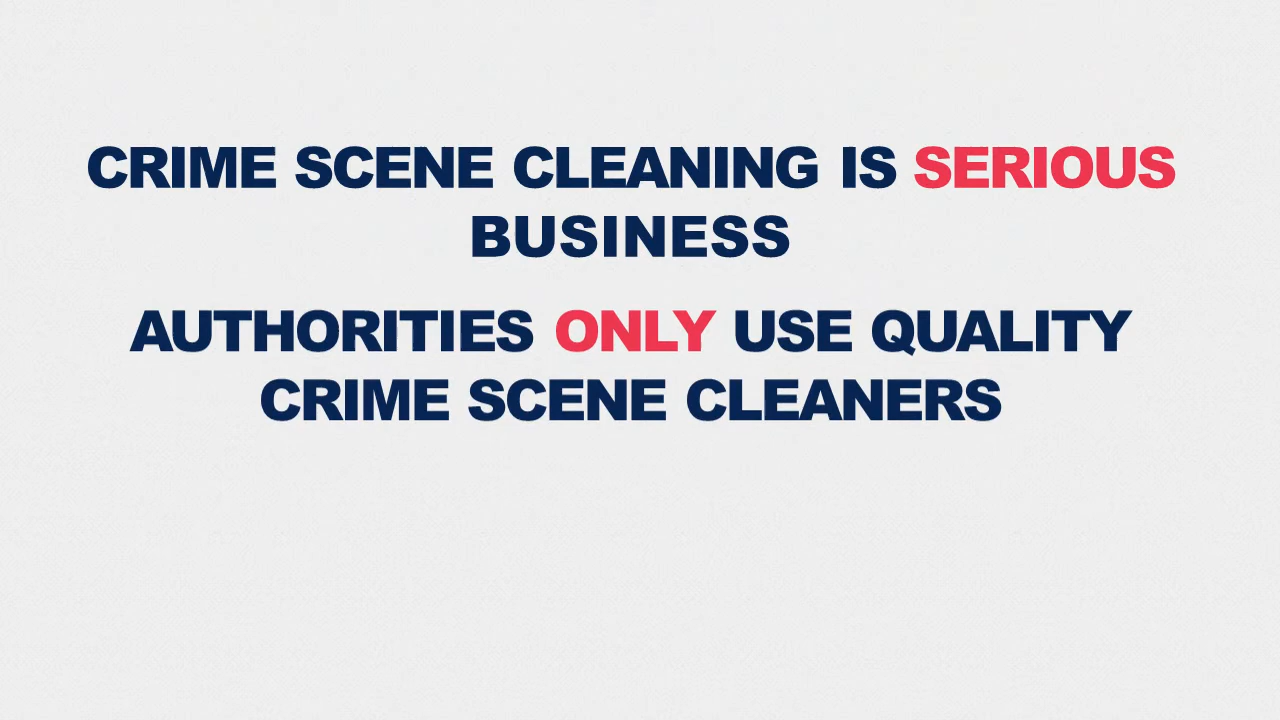 CRIME SCENE CLEANING IS SERIOUS
BUSINESS
AUTHORITIES ONLY USE QUALITY
CRIME SCENE CLEANERS